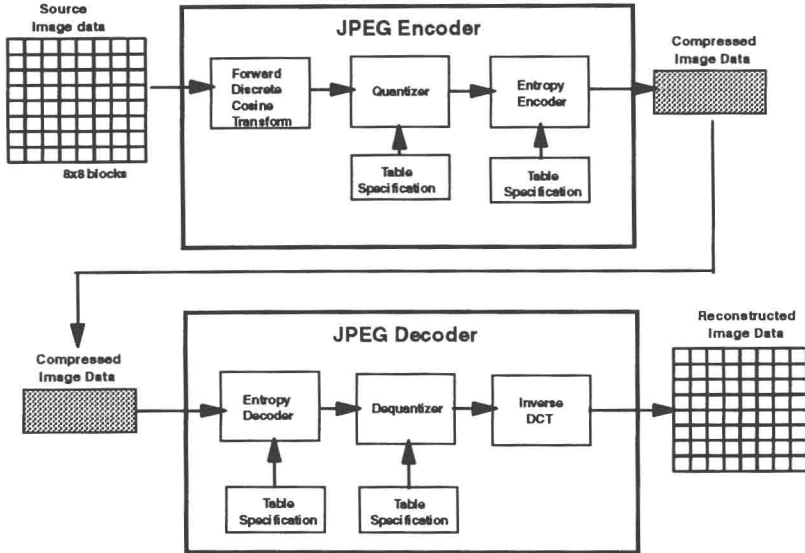 Source
Image data
8x8 blocks
JPEG Encoder
Forward
Discrete
Cosine
Transform
Quantizer
Entropy
Encoder
Table
Specification
Table
Specification
Compressed
Image Data
Compressed
Image Data
JPEG Decoder
Entropy
Decoder
Dequantizer
Inverse
DCT
Table
Specification
Table
Specification
Reconstructed
Image Data